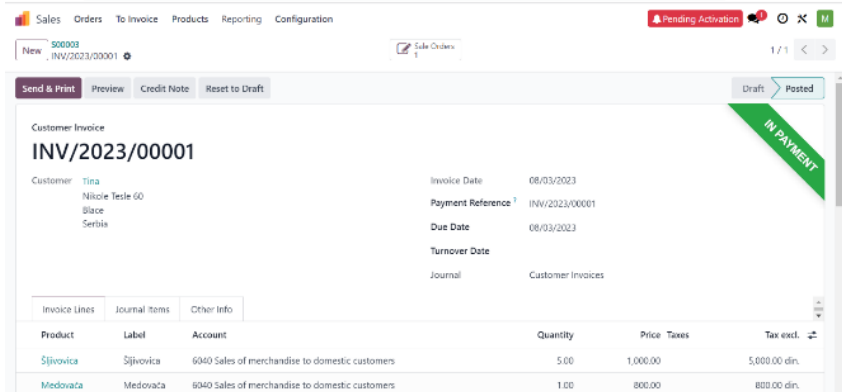 Sales Orders To Invoice Products Reporting Configuration Pending Activation 1 M
New S00003 Sale Orders 1/1
INV/2023/00001 1
Send & Print Preview Credit Note Reset to Draft Draft Posted
IN PAYMENT
Customer Invoice
INV/2023/00001
Customer Tina Invoice Date 08/03/2023
Nikole Tesle 60
Payment Reference ? INV/2023/00001
Blace
Serbia Due Date 08/03/2023
Turnover Date
Journal Customer Invoices
Invoice Lines Journal Items Other Info
Product Label Account Quantity Price Taxes Tax excl.
Šljivovica Šljivovica 6040 Sales of merchandise to domestic customers 5.00 1,000.00 5,000.00 din.
Medovača Medovača 6040 Sales of merchandise to domestic customers 1.00 800.00 800.00 din.